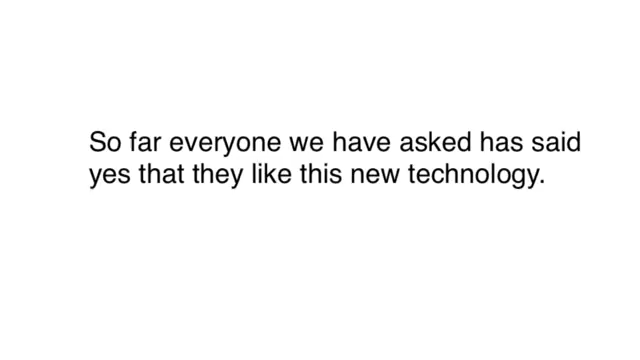 So far everyone we have asked has said
yes that they like this new technology.